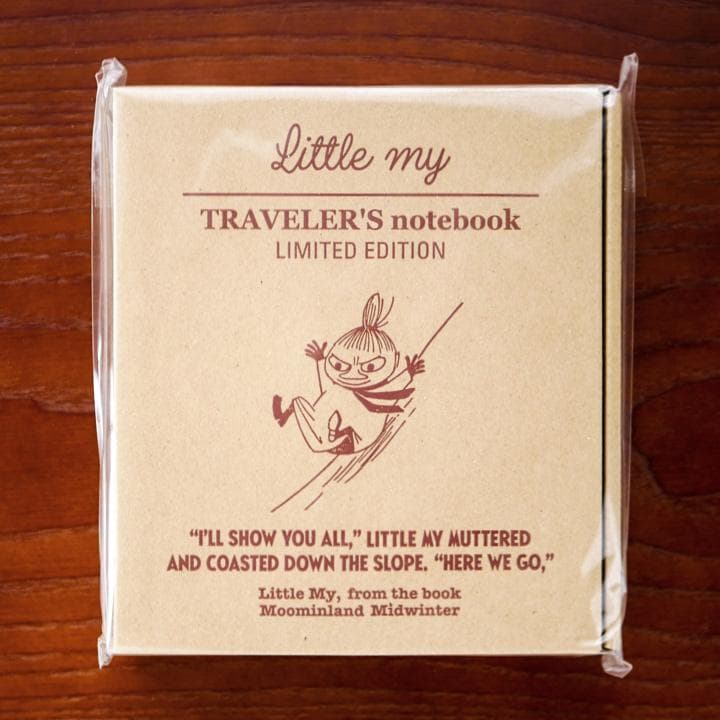 Little my
TRAVELER'S notebook
LIMITED EDITION
“I'LL SHOW YOU ALL,” LITTLE MY MUTTERED
AND COASTED DOWN THE SLOPE. “HERE WE GO,”
Little My, from the book
Moominland Midwinter